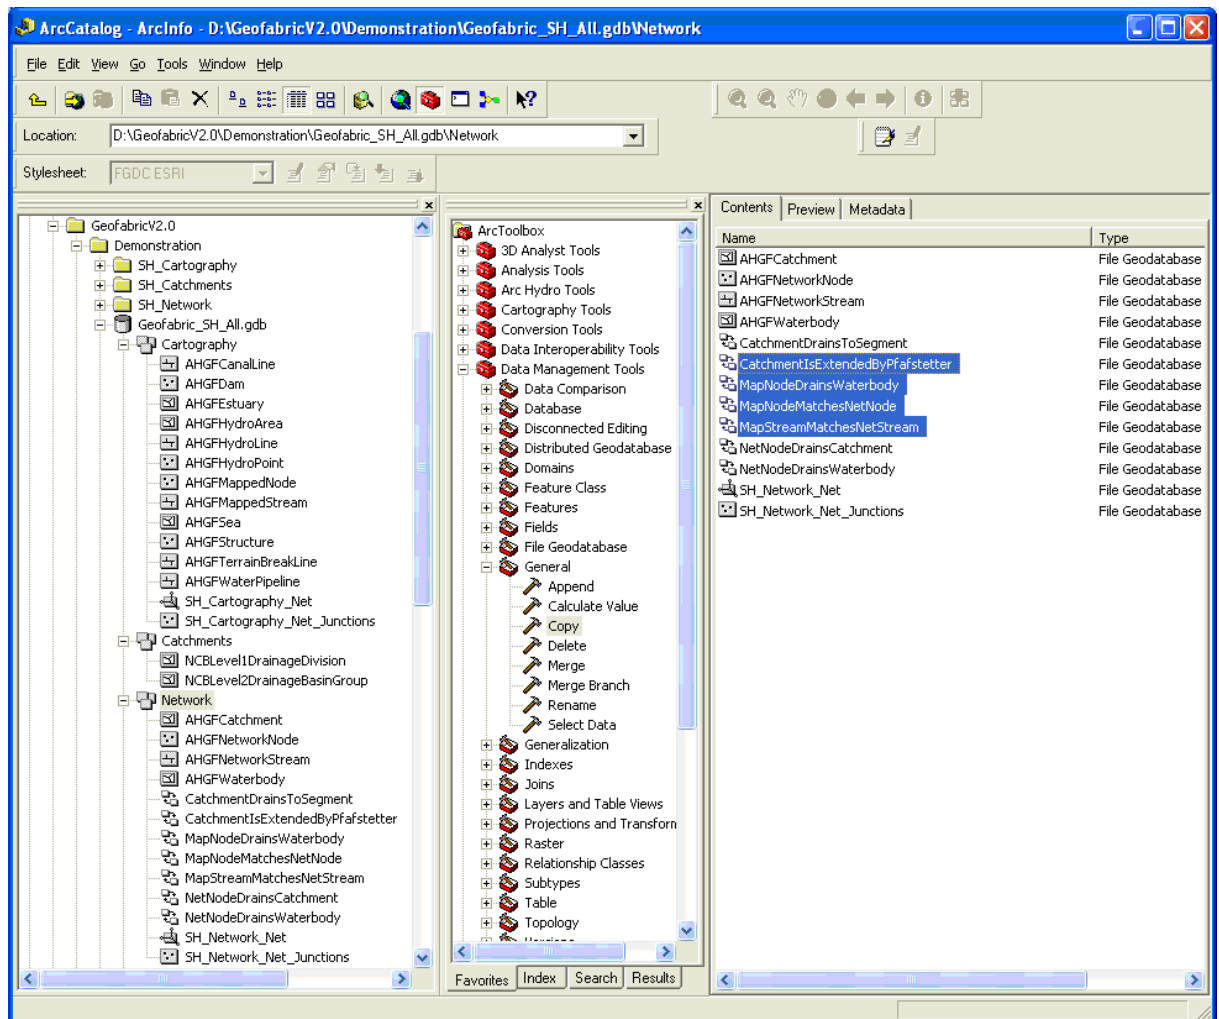 ArcCatalog - ArcInfo - D:\GeofabricV2.0\Demonstration\Geofabric_SH_All.gdb\Network
File Edit View Go Tools Window Help
Location: D:\GeofabricV2.0\Demonstration\Geofabric_SH_All.gdb\Network
Stylesheet: FGDC ESRI
GeofabricV2.0
Demonstration
SH_Cartography
SH_Catchments
SH_Network
Geofabric_SH_All.gdb
Cartography
AHGFCanalLine
AHGFDam
AHGFEstuary
AHGFHydroArea
AHGFHydroLine
AHGFHydroPoint
AHGFMappedNode
AHGFMappedStream
AHGFSea
AHGFStructure
AHGFTerrainBreakLine
AHGFWaterPipeline
SH_Cartography_Net
SH_Cartography_Net_Junctions
Catchments
NCBLevel1DrainageDivision
NCBLevel2DrainageBasinGroup
Network
AHGFCatchment
AHGFNetworkNode
AHGFNetworkStream
AHGFWaterbody
CatchmentDrainsToSegment
CatchmentIsExtendedByPfafstetter
MapNodeDrainsWaterbody
MapNodeMatchesNetNode
MapStreamMatchesNetStream
NetNodeDrainsCatchment
NetNodeDrainsWaterbody
SH_Network_Net
SH_Network_Net_Junctions
ArcToolbox
3D Analyst Tools
Analysis Tools
Arc Hydro Tools
Cartography Tools
Conversion Tools
Data Interoperability Tools
Data Management Tools
Data Comparison
Database
Disconnected Editing
Distributed Geodatabase
Domains
Feature Class
Features
Fields
File Geodatabase
General
Append
Calculate Value
Copy
Delete
Merge
Merge Branch
Rename
Select Data
Generalization
Indexes
Joins
Layers and Table Views
Projections and Transform
Raster
Relationship Classes
Subtypes
Table
Topology
Favorites Index Search Results
Contents Preview Metadata
Name Type
AHGFCatchment File Geodatabase
AHGFNetworkNode File Geodatabase
AHGFNetworkStream File Geodatabase
AHGFWaterbody File Geodatabase
CatchmentDrainsToSegment File Geodatabase
CatchmentIsExtendedByPfafstetter File Geodatabase
MapNodeDrainsWaterbody File Geodatabase
MapNodeMatchesNetNode File Geodatabase
MapStreamMatchesNetStream File Geodatabase
NetNodeDrainsCatchment File Geodatabase
NetNodeDrainsWaterbody File Geodatabase
SH_Network_Net File Geodatabase
SH_Network_Net_Junctions File Geodatabase